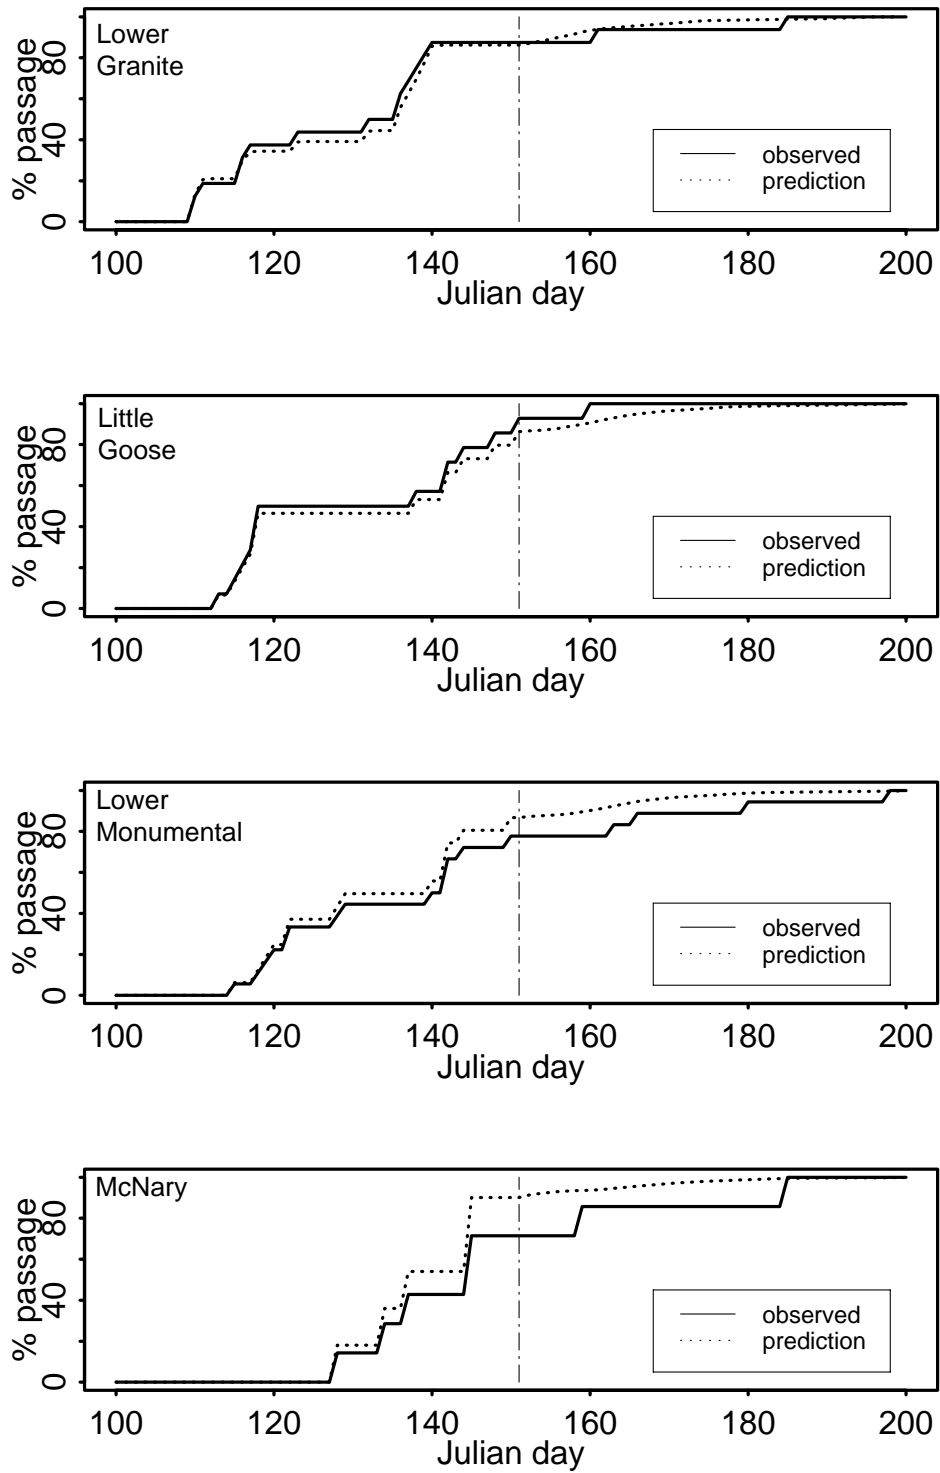 Lower
Granite
% passage
0 40 80
observed
prediction
100 120 140 160 180 200
Julian day
Little
Goose
% passage
0 40 80
observed
prediction
100 120 140 160 180 200
Julian day
Lower
Monumental
% passage
0 40 80
observed
prediction
100 120 140 160 180 200
Julian day
McNary
% passage
0 40 80
observed
prediction
100 120 140 160 180 200
Julian day